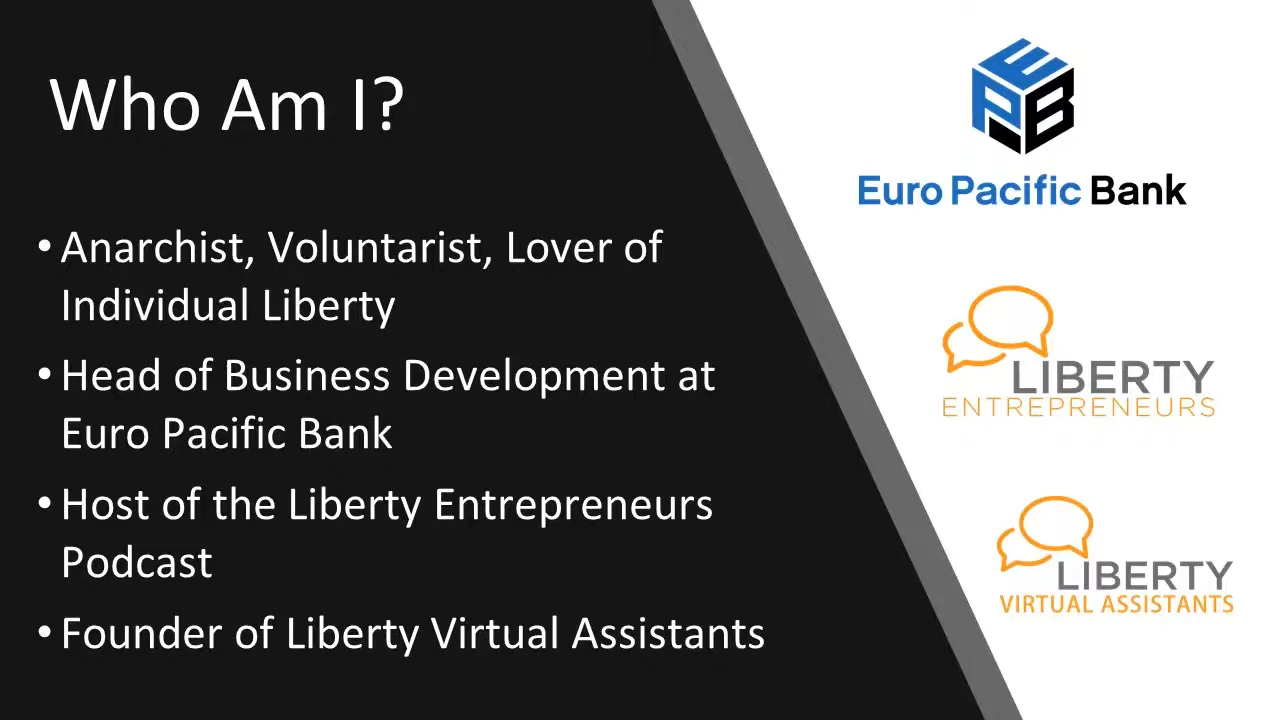 Who Am I?
• Anarchist, Voluntarist, Lover of
Individual Liberty
• Head of Business Development at
Euro Pacific Bank
• Host of the Liberty Entrepreneurs
Podcast
• Founder of Liberty Virtual Assistants
EPB
Euro Pacific Bank
LIBERTY
ENTREPRENEURS
LIBERTY
VIRTUAL ASSISTANTS